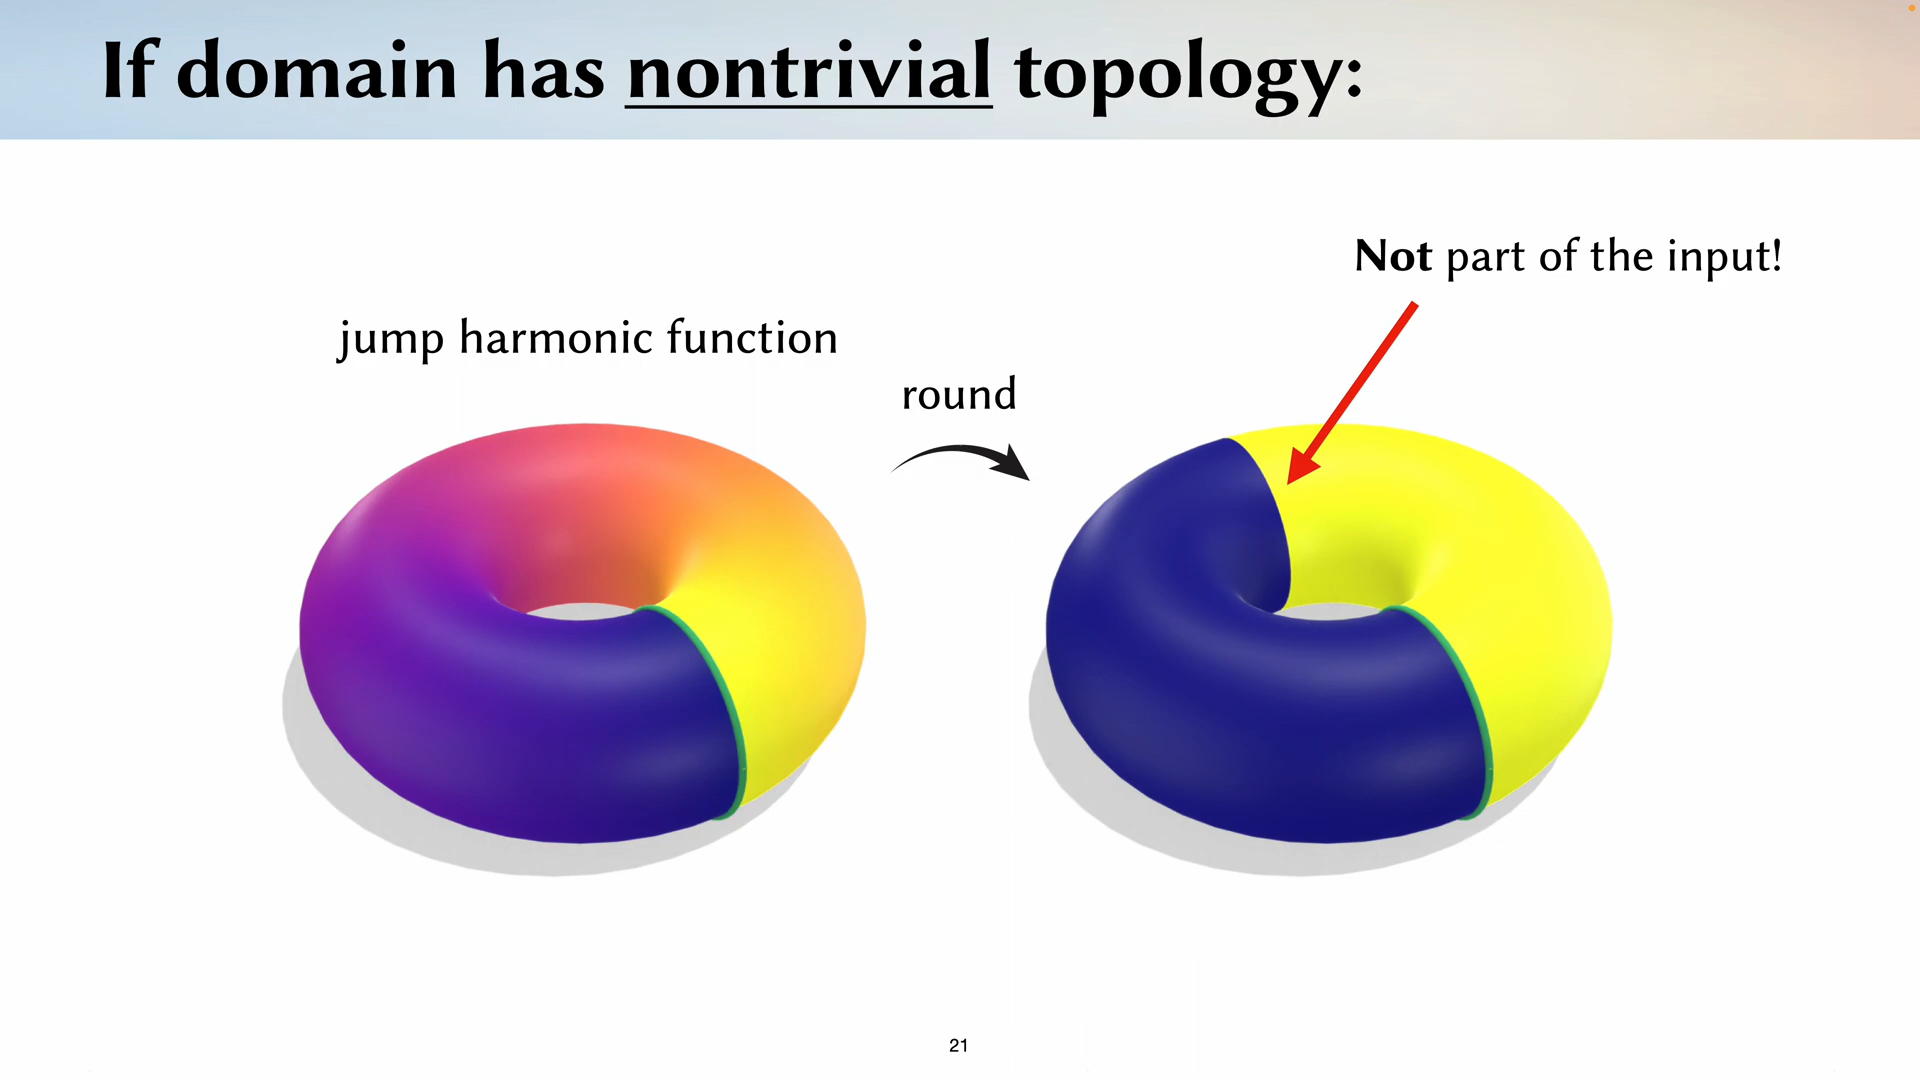 If domain has nontrivial topology:
Not part of the input!
jump harmonic function
round
21